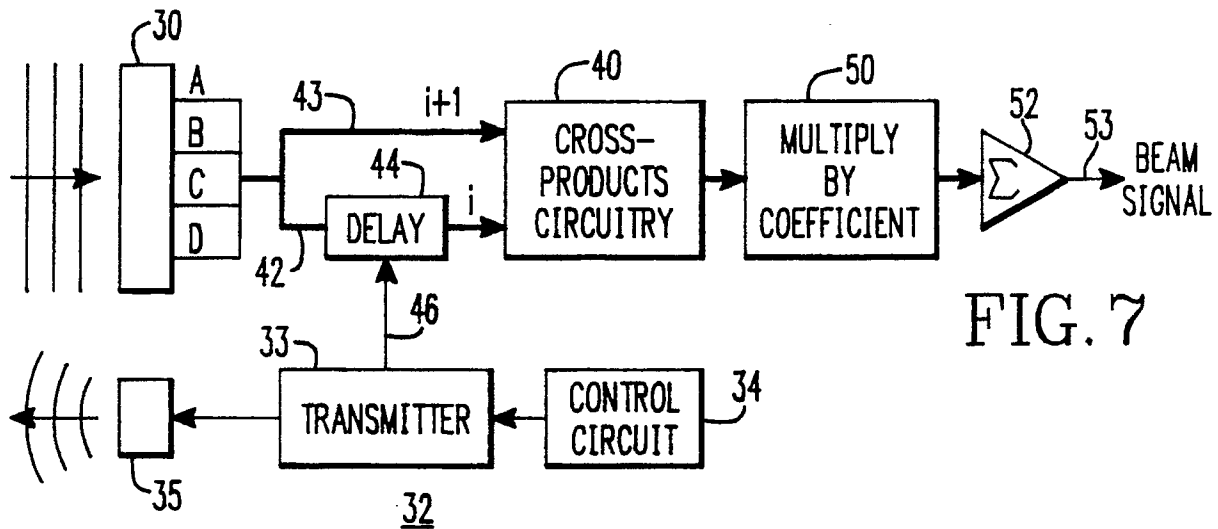 30
A
B
C
D
43
i+1
42
44
DELAY
i
40
CROSS-
PRODUCTS
CIRCUITRY
50
MULTIPLY
BY
COEFFICIENT
52
Σ
53
BEAM
SIGNAL
46
33
TRANSMITTER
CONTROL
CIRCUIT
34
35
32
FIG. 7